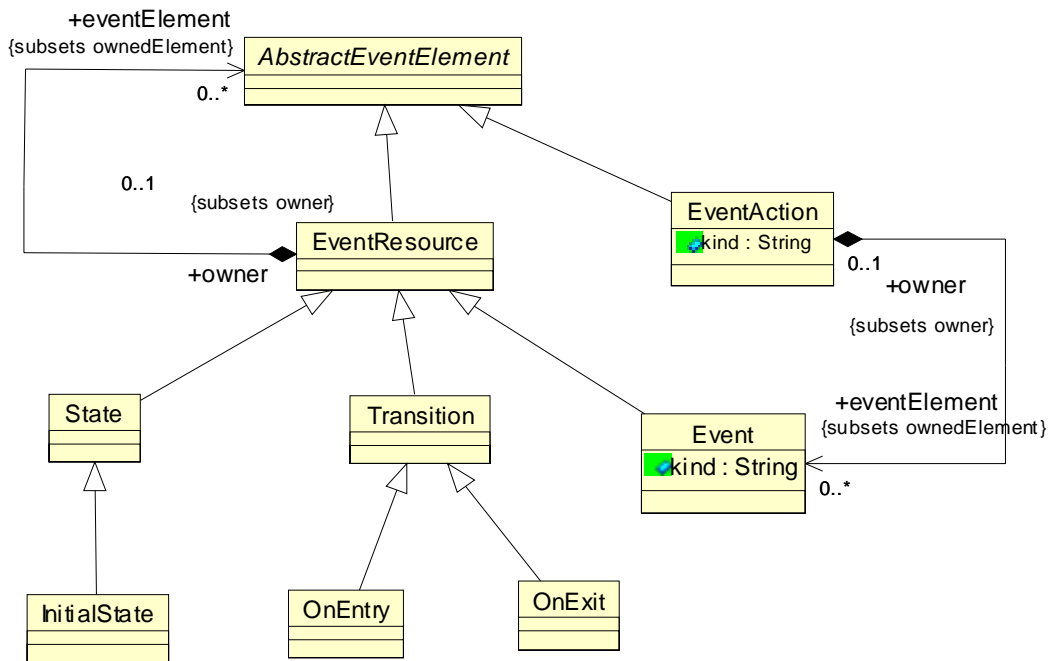 +eventElement
{subsets ownedElement}
AbstractEventElement
0..*
0..1
{subsets owner}
EventResource
+owner
EventAction
kind : String
0..1
+owner
{subsets owner}
State
Transition
+eventElement
{subsets ownedElement}
Event
kind : String
0..*
InitialState
OnEntry
OnExit